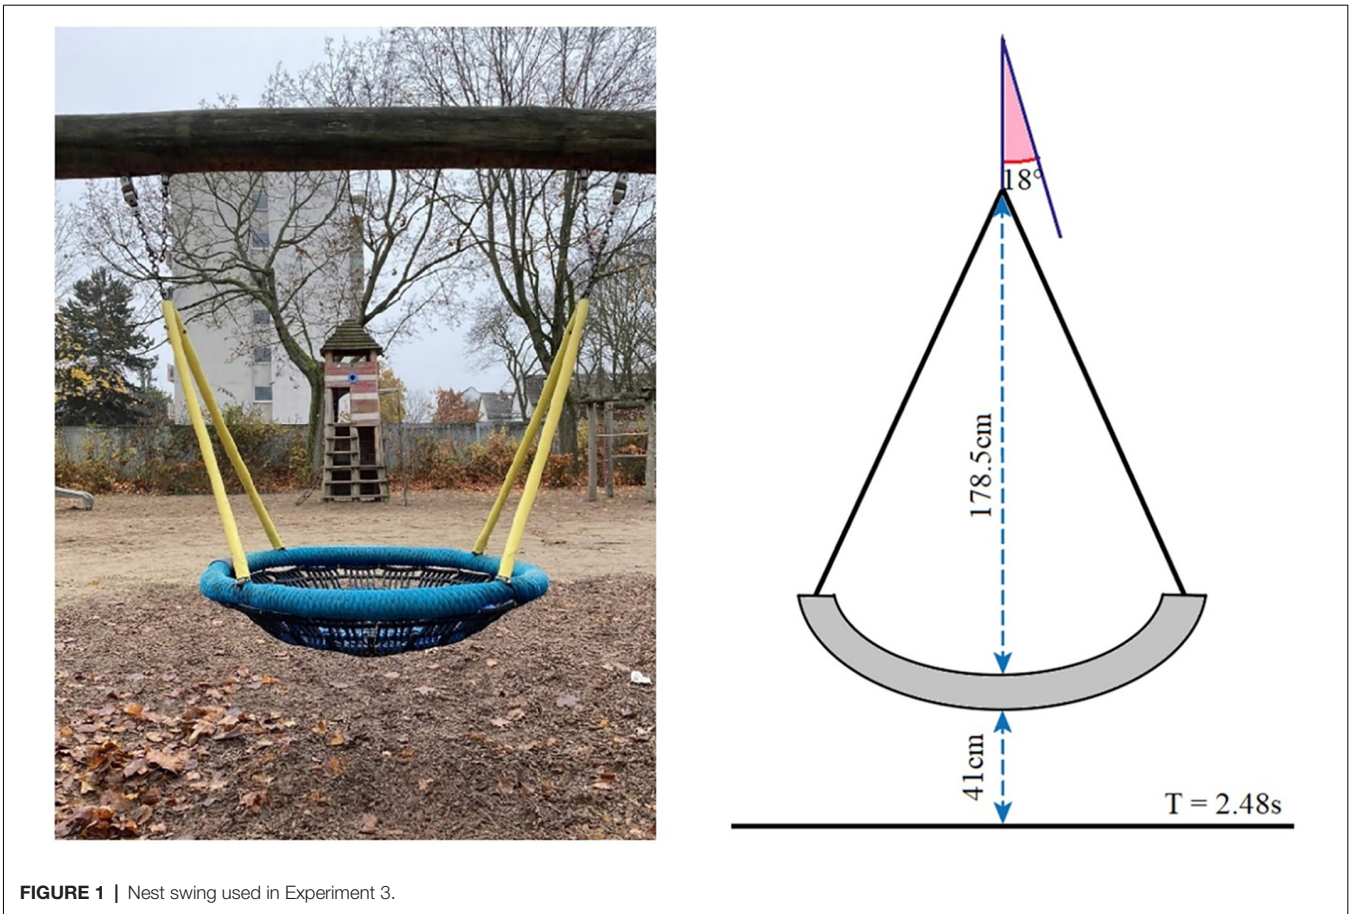 18°
178.5cm
41cm
T = 2.48s
FIGURE 1 | Nest swing used in Experiment 3.